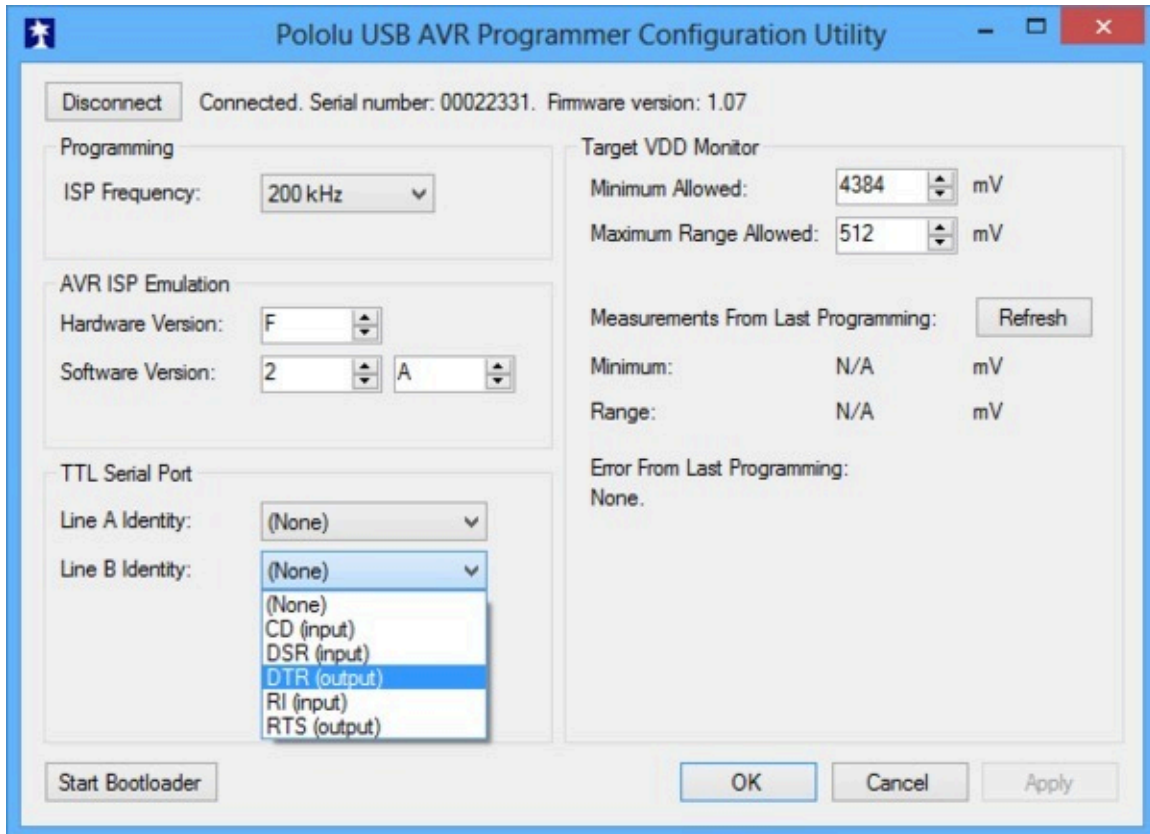 Pololu USB AVR Programmer Configuration Utility
Disconnect Connected. Serial number: 00022331. Firmware version: 1.07
Programming
ISP Frequency: 200 kHz
AVR ISP Emulation
Hardware Version: F
Software Version: 2 A
TTL Serial Port
Line A Identity: (None)
Line B Identity: (None)
(None)
CD (input)
DSR (input)
DTR (output)
RI (input)
RTS (output)
Target VDD Monitor
Minimum Allowed: 4384 mV
Maximum Range Allowed: 512 mV
Measurements From Last Programming: Refresh
Minimum: N/A mV
Range: N/A mV
Error From Last Programming:
None.
Start Bootloader OK Cancel Apply